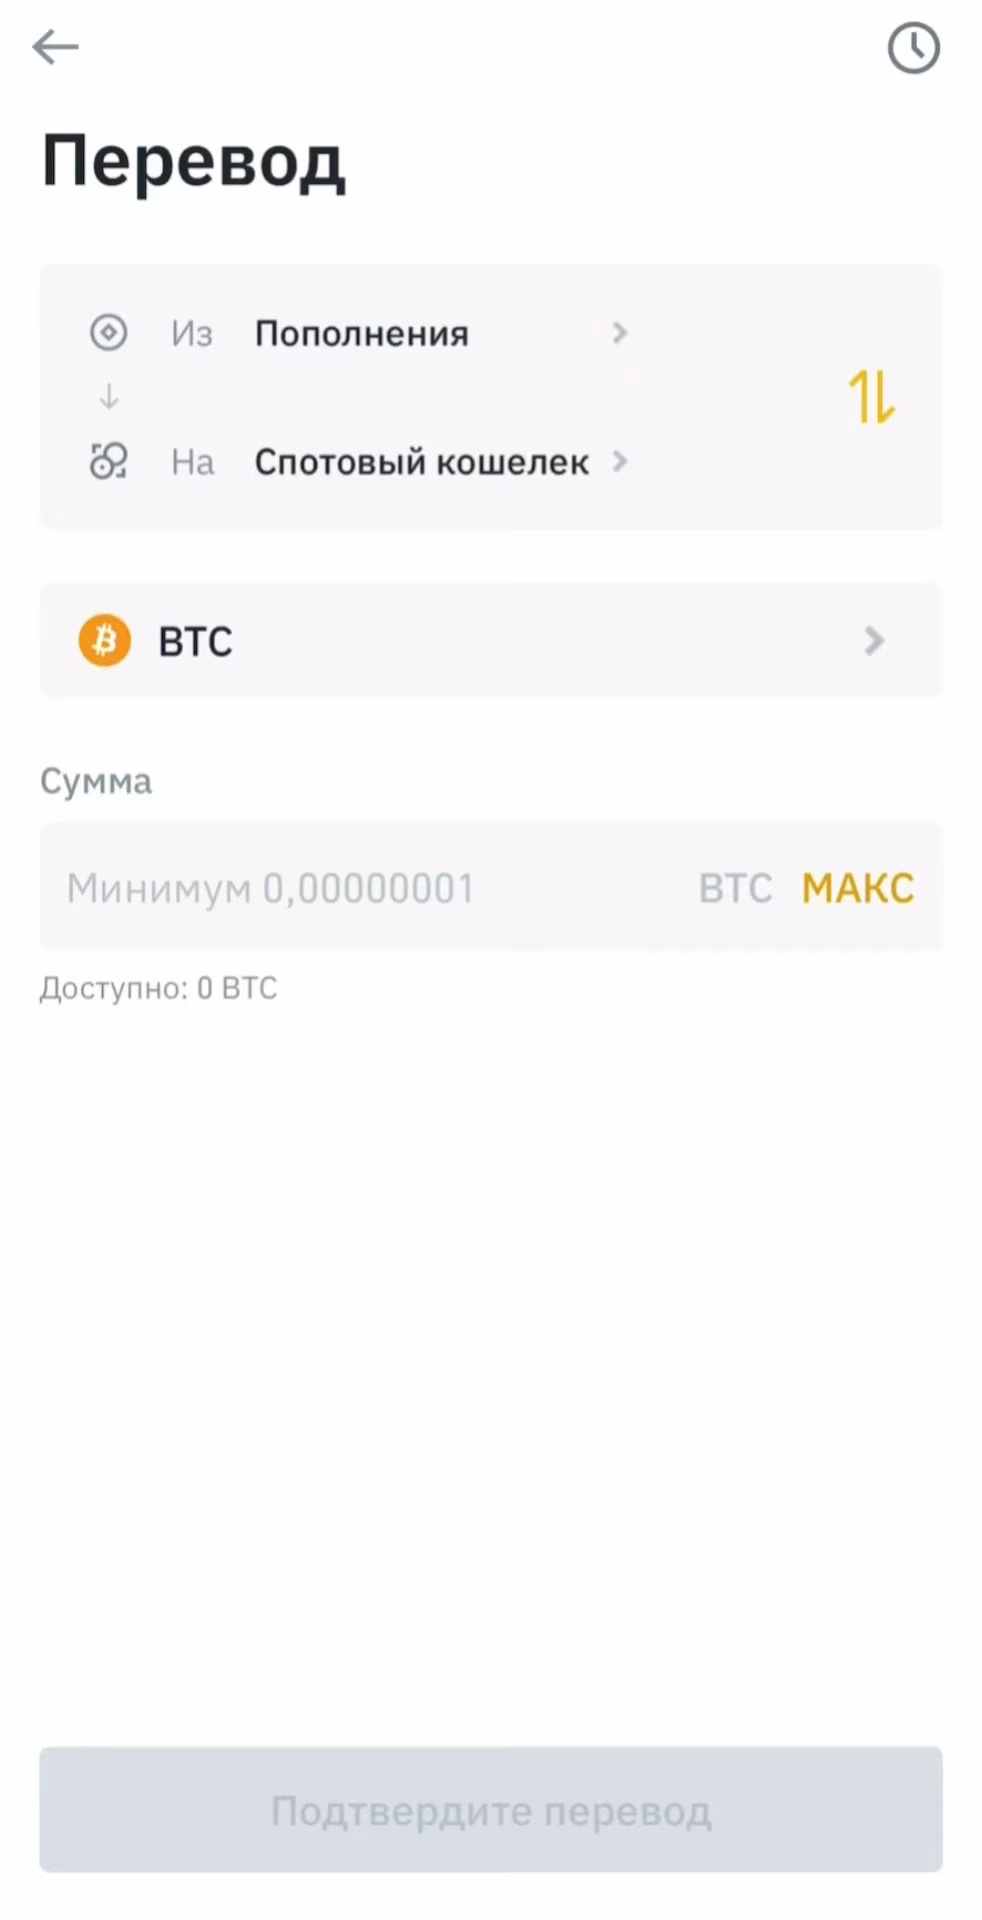 Перевод
Из Пополнения
На Спотовый кошелек
BTC
Сумма
Минимум 0,00000001 BTC МАКС
Доступно: 0 BTC
Подтвердите перевод